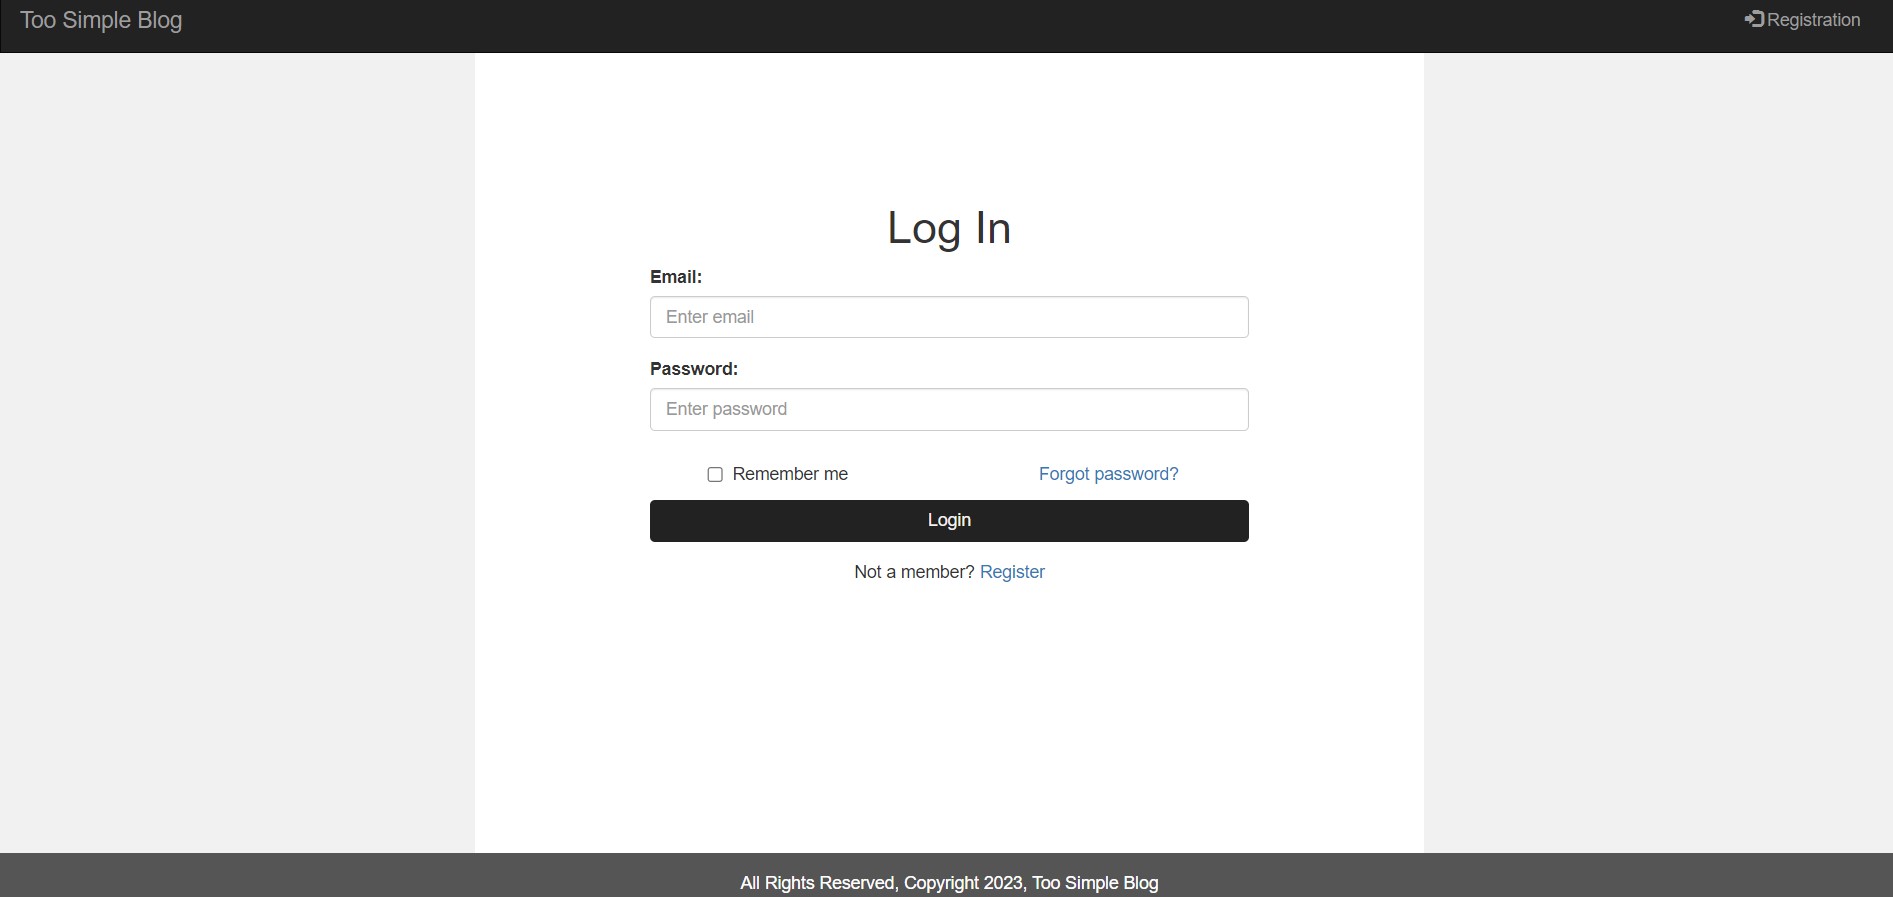 Too Simple Blog
Registration
Log In
Email:
Enter email
Password:
Enter password
Remember me Forgot password?
Login
Not a member? Register
All Rights Reserved, Copyright 2023, Too Simple Blog